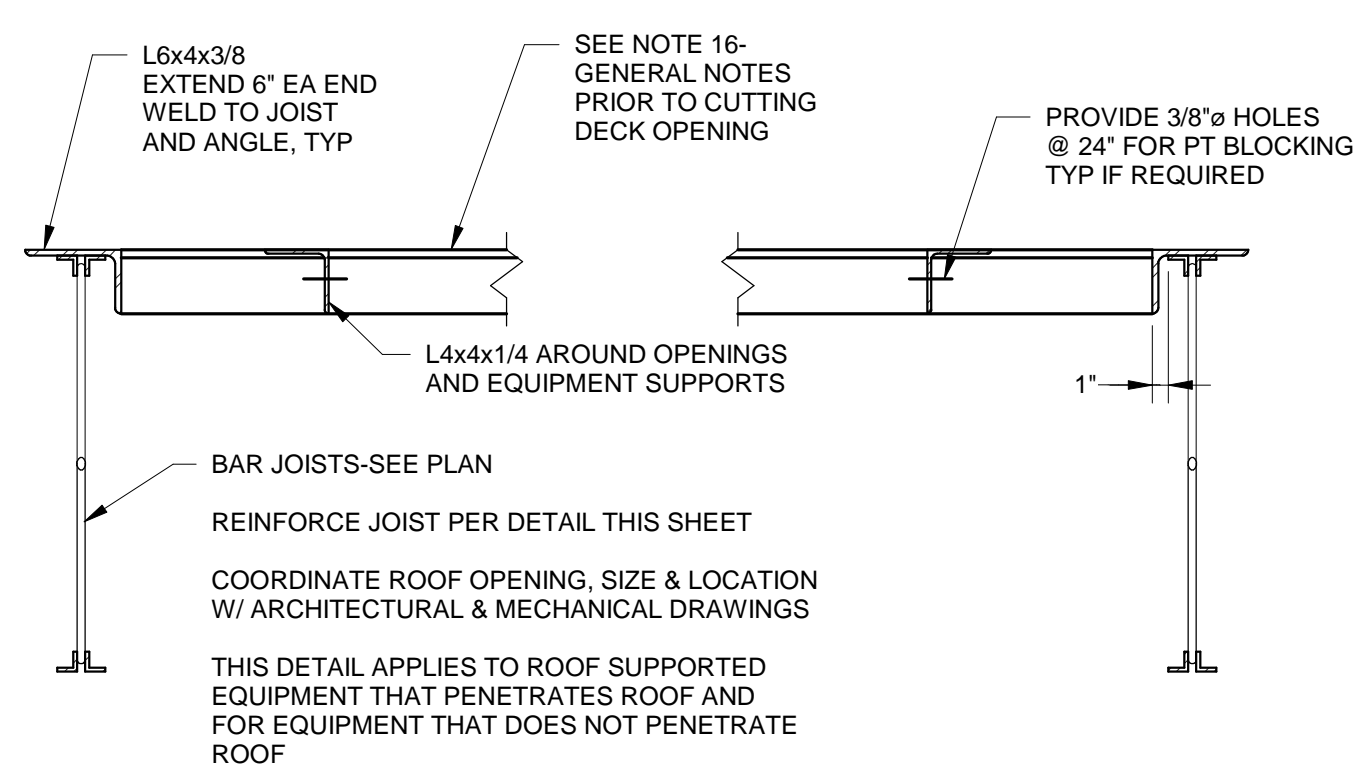 L6x4x3/8
EXTEND 6" EA END
WELD TO JOIST
AND ANGLE, TYP
SEE NOTE 16-
GENERAL NOTES
PRIOR TO CUTTING
DECK OPENING
PROVIDE 3/8"ø HOLES
@ 24" FOR PT BLOCKING
TYP IF REQUIRED
L4x4x1/4 AROUND OPENINGS
AND EQUIPMENT SUPPORTS
1"
BAR JOISTS-SEE PLAN
REINFORCE JOIST PER DETAIL THIS SHEET
COORDINATE ROOF OPENING, SIZE & LOCATION
W/ ARCHITECTURAL & MECHANICAL DRAWINGS
THIS DETAIL APPLIES TO ROOF SUPPORTED
EQUIPMENT THAT PENETRATES ROOF AND
FOR EQUIPMENT THAT DOES NOT PENETRATE
ROOF